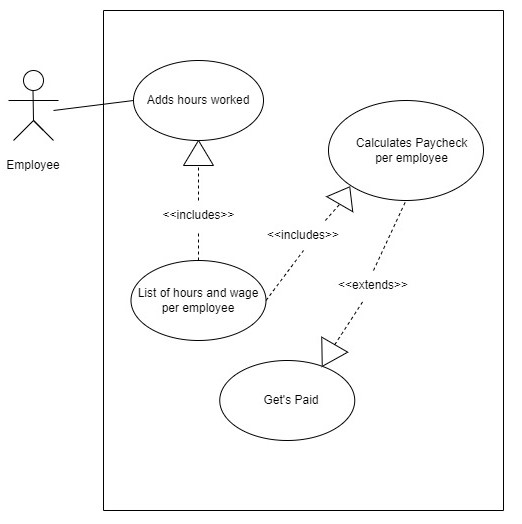 Adds hours worked
Employee
Calculates Paycheck
per employee
<<includes>>
<<includes>>
List of hours and wage
per employee
<<extends>>
Get's Paid